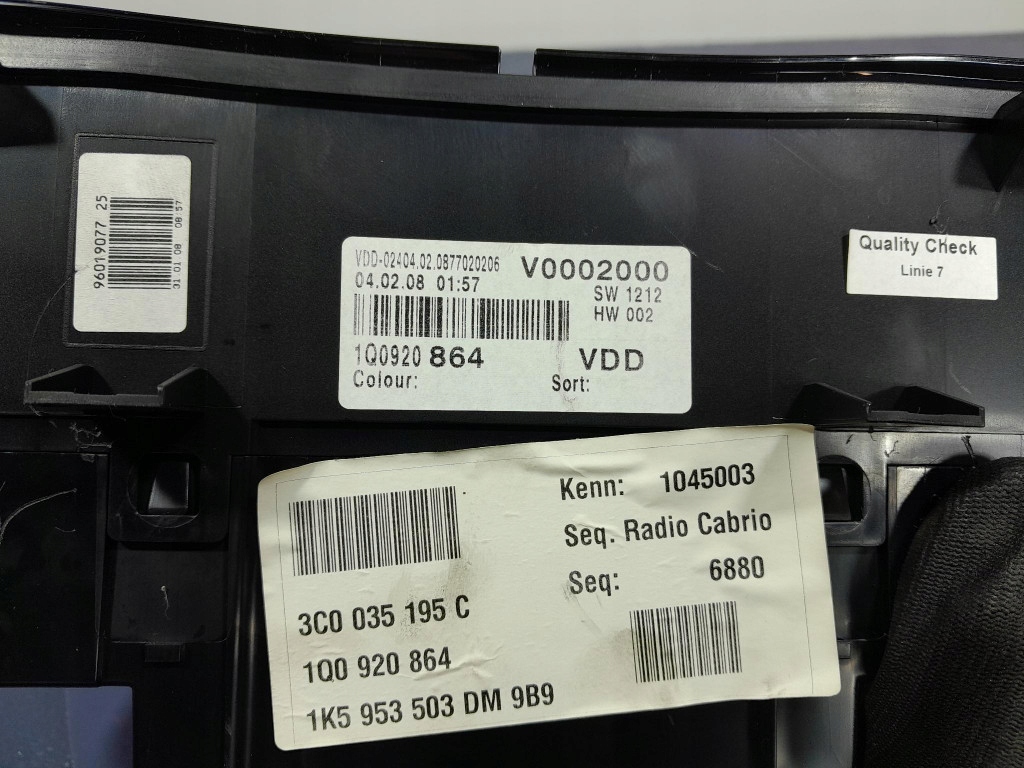 96019077 25
31 01 08 08 57
VDD-02404.02.0877020206
V0002000
04.02.08 01:57
SW 1212
HW 002
1Q0920 864
VDD
Colour:
Sort:
Quality Check
Linie 7
Kenn: 1045003
Seq. Radio Cabrio
Seq: 6880
3C0 035 195 C
1Q0 920 864
1K5 953 503 DM 9B9